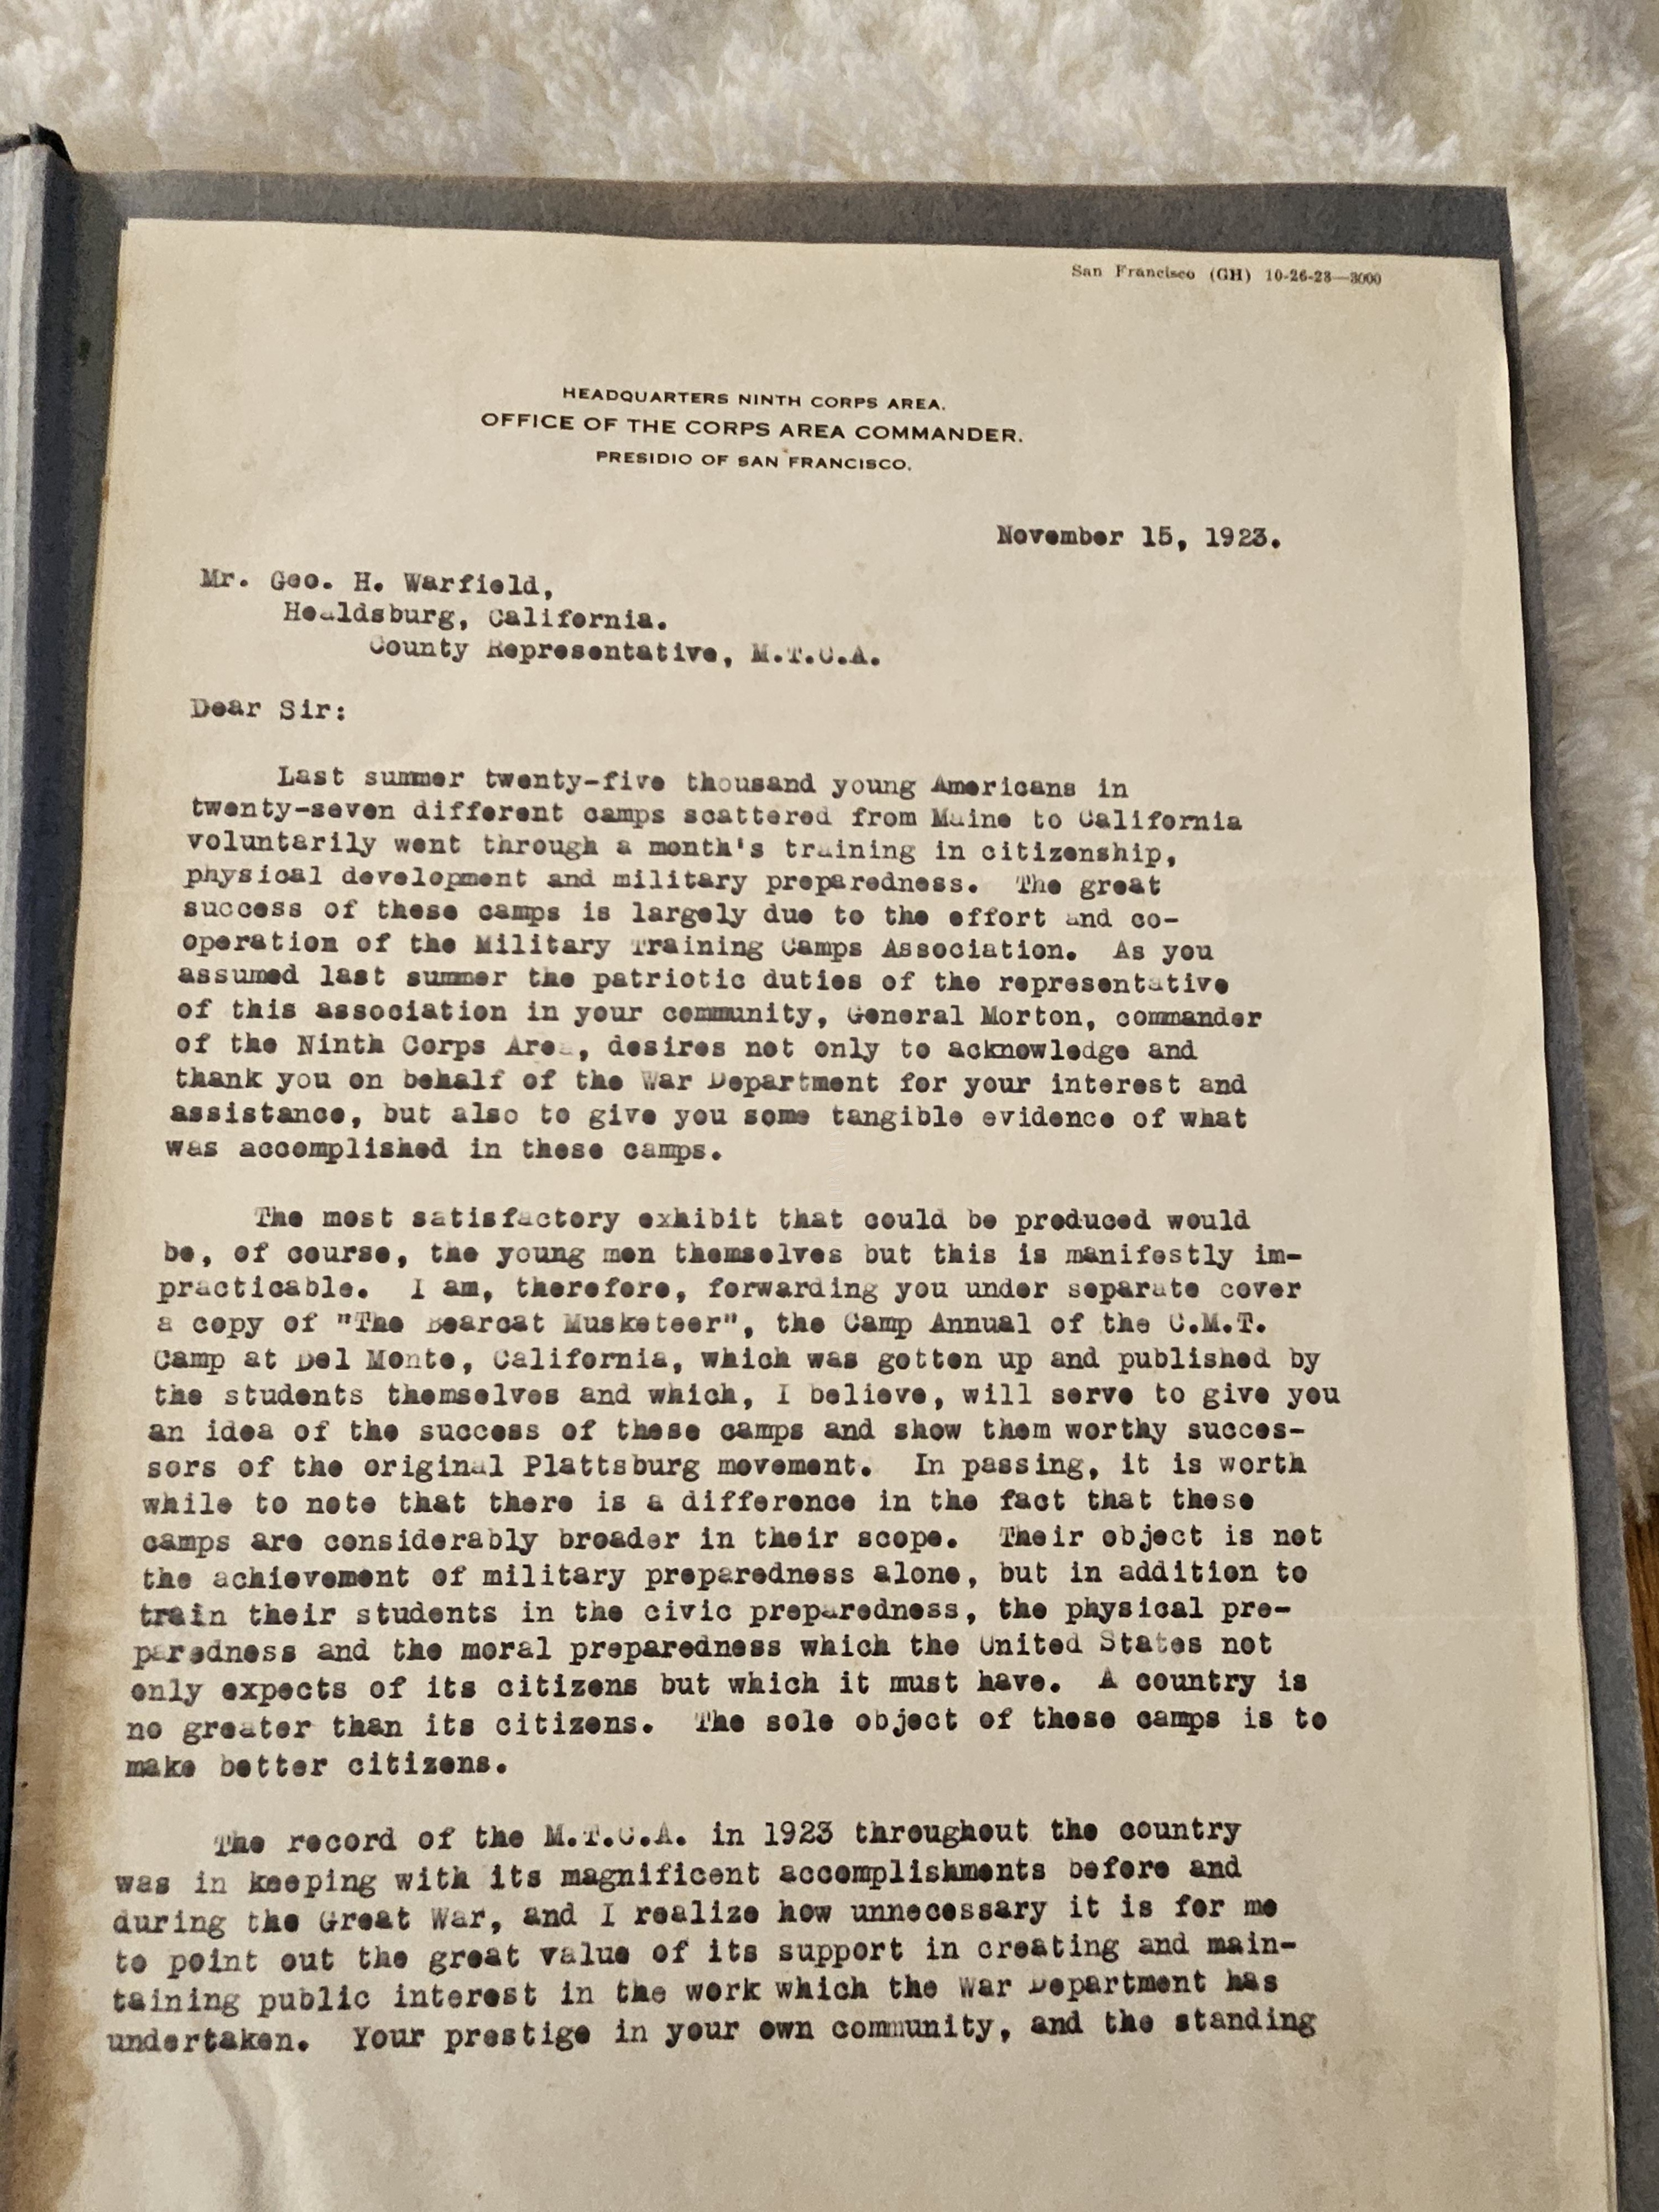 San Francisco (GH) 10-26-23—3000
HEADQUARTERS NINTH CORPS AREA.
OFFICE OF THE CORPS AREA COMMANDER.
PRESIDIO OF SAN FRANCISCO.
November 15, 1923.
Mr. Geo. H. Warfield,
Healdsburg, California.
County Representative, M.T.C.A.
Dear Sir:
Last summer twenty-five thousand young Americans in
twenty-seven different camps scattered from Maine to California
voluntarily went through a month's training in citizenship,
physical development and military preparedness. The great
success of these camps is largely due to the effort and co-
operation of the Military Training Camps Association. As you
assumed last summer the patriotic duties of the representative
of this association in your community, General Morton, commander
of the Ninth Corps Area, desires not only to acknowledge and
thank you on behalf of the War Department for your interest and
assistance, but also to give you some tangible evidence of what
was accomplished in these camps.
The most satisfactory exhibit that could be produced would
be, of course, the young men themselves but this is manifestly im-
practicable. I am, therefore, forwarding you under separate cover
a copy of "The Bearcat Musketeer", the Camp Annual of the C.M.T.
Camp at Del Monte, California, which was gotten up and published by
the students themselves and which, I believe, will serve to give you
an idea of the success of these camps and show them worthy succes-
sors of the original Plattsburg movement. In passing, it is worth
while to note that there is a difference in the fact that these
camps are considerably broader in their scope. Their object is not
the achievement of military preparedness alone, but in addition to
train their students in the civic preparedness, the physical pre-
paredness and the moral preparedness which the United States not
only expects of its citizens but which it must have. A country is
no greater than its citizens. The sole object of these camps is to
make better citizens.
The record of the M.T.C.A. in 1923 throughout the country
was in keeping with its magnificent accomplishments before and
during the Great War, and I realize how unnecessary it is for me
to point out the great value of its support in creating and main-
taining public interest in the work which the War Department has
undertaken. Your prestige in your own community, and the standing